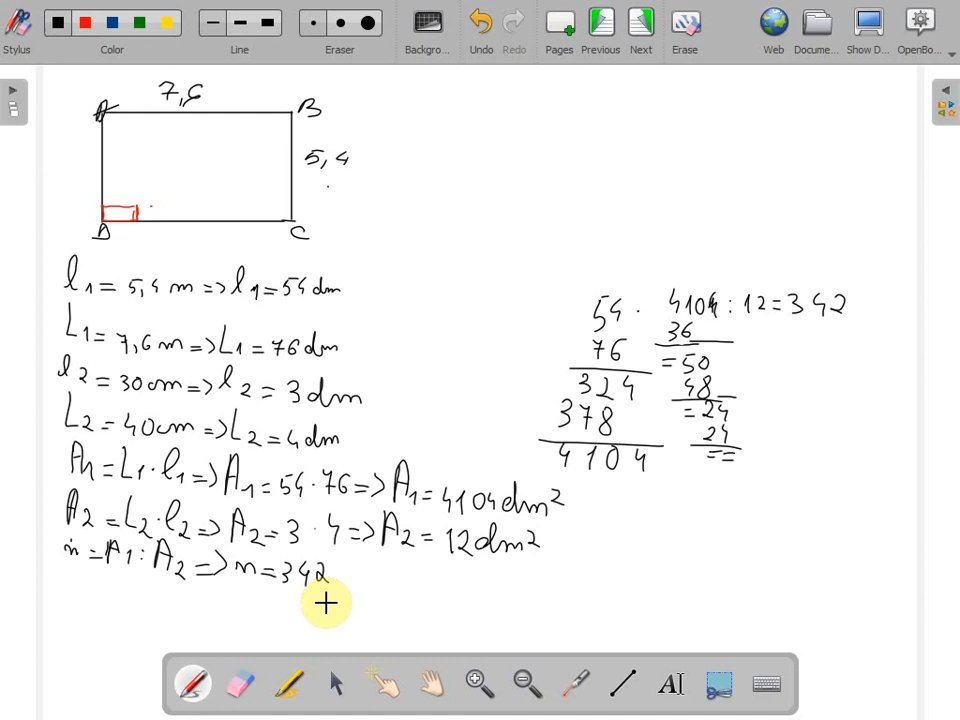 Stylus
Color
Line
Eraser
Backgro...
Undo
Redo
Pages
Previous
Next
Erase
Web
Docume...
Show D...
OpenBo...
7,6
A
B
5,4
D
C
l1 = 5,4 m => l1 = 54 dm
L1 = 7,6 m => L1 = 76 dm
l2 = 30 cm => l2 = 3 dm
L2 = 40 cm => L2 = 4 dm
A1 = L1 · l1 => A1 = 54 · 76 => A1 = 4104 dm²
A2 = L2 · l2 => A2 = 3 · 4 => A2 = 12 dm²
n = A1 : A2 => n = 342
54 ·
76
324
378
4104
4104 : 12 = 342
36
= 50
48
= 24
24
= =